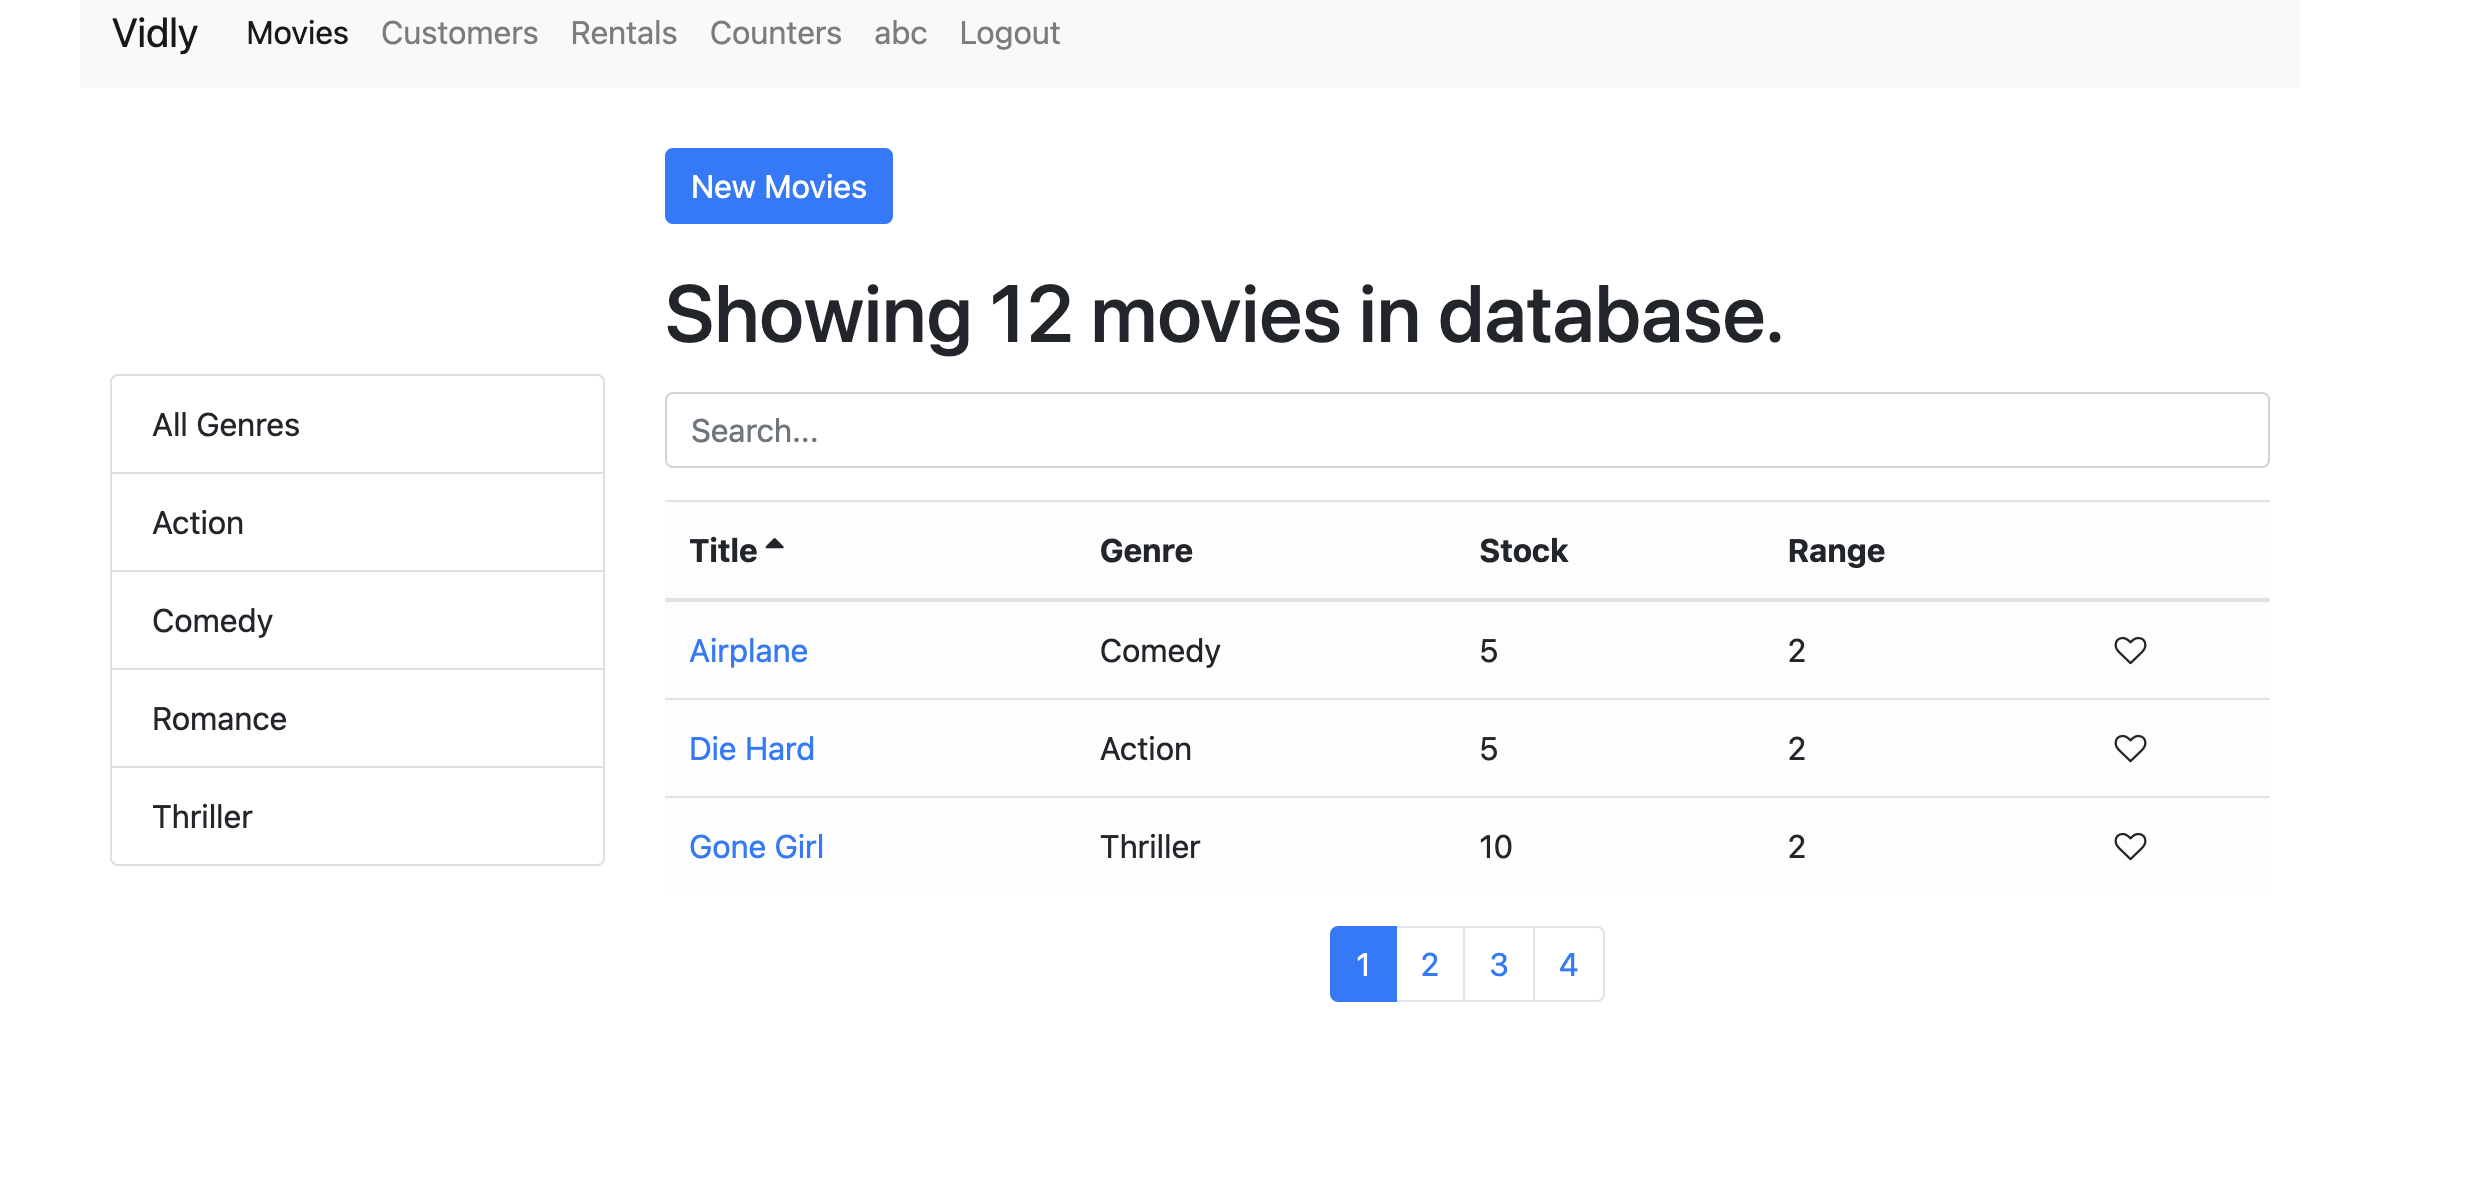 Vidly Movies Customers Rentals Counters abc Logout
New Movies
Showing 12 movies in database.
All Genres
Action
Comedy
Romance
Thriller
Search...
Title Genre Stock Range
Airplane Comedy 5 2
Die Hard Action 5 2
Gone Girl Thriller 10 2
1 2 3 4